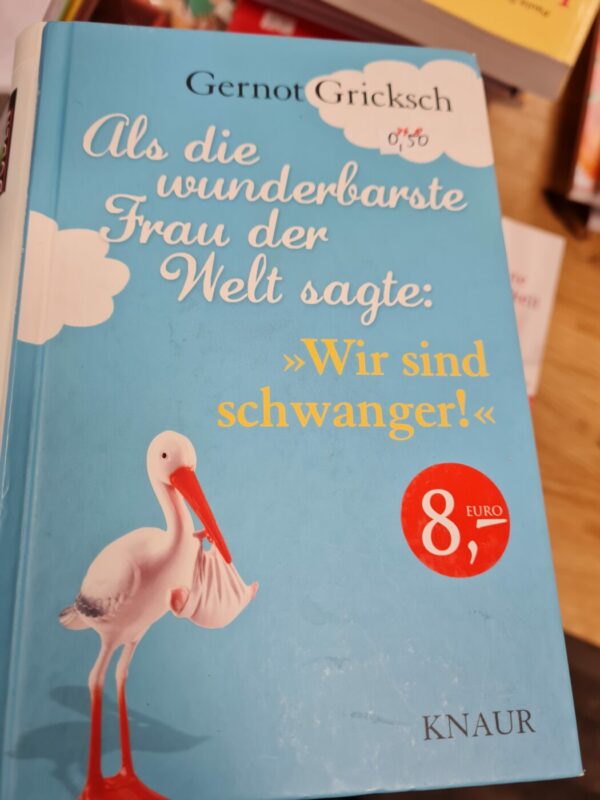 Gernot Gricksch
0,50
Als die
wunderbarste
Frau der
Welt sagte:
»Wir sind
schwanger!«
8,-
EURO
KNAUR